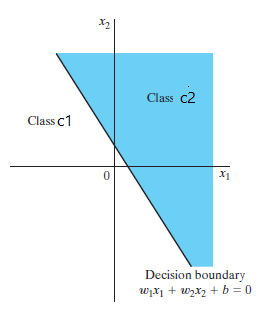 x₂
Class c2
Class c1
0
x₁
Decision boundary
w₁x₁ + w₂x₂ + b = 0